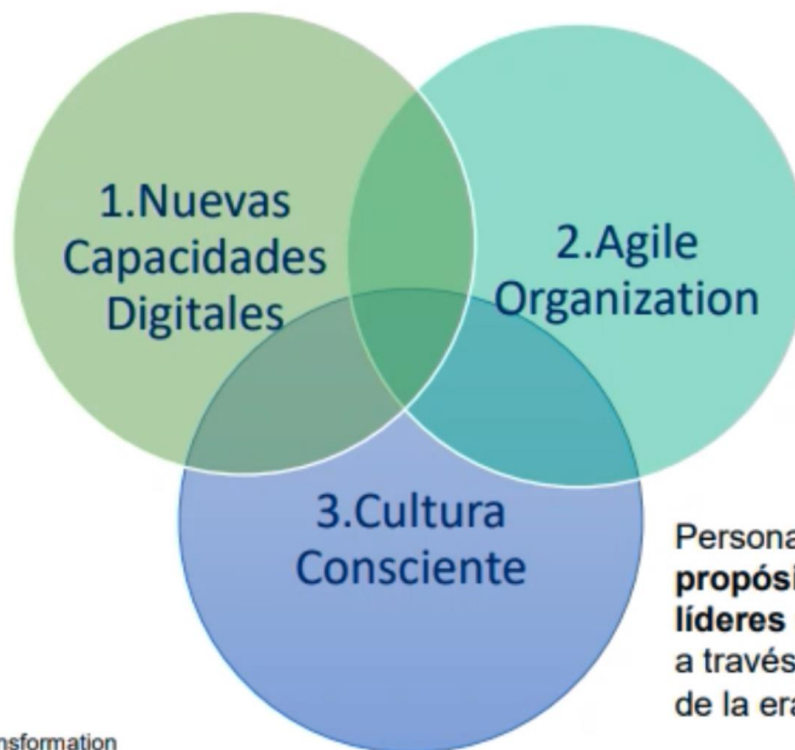 1.Nuevas
Capacidades
Digitales
2.Agile
Organization
3.Cultura
Consciente
Persona
propósi
líderes
a través
de la era
nsformation